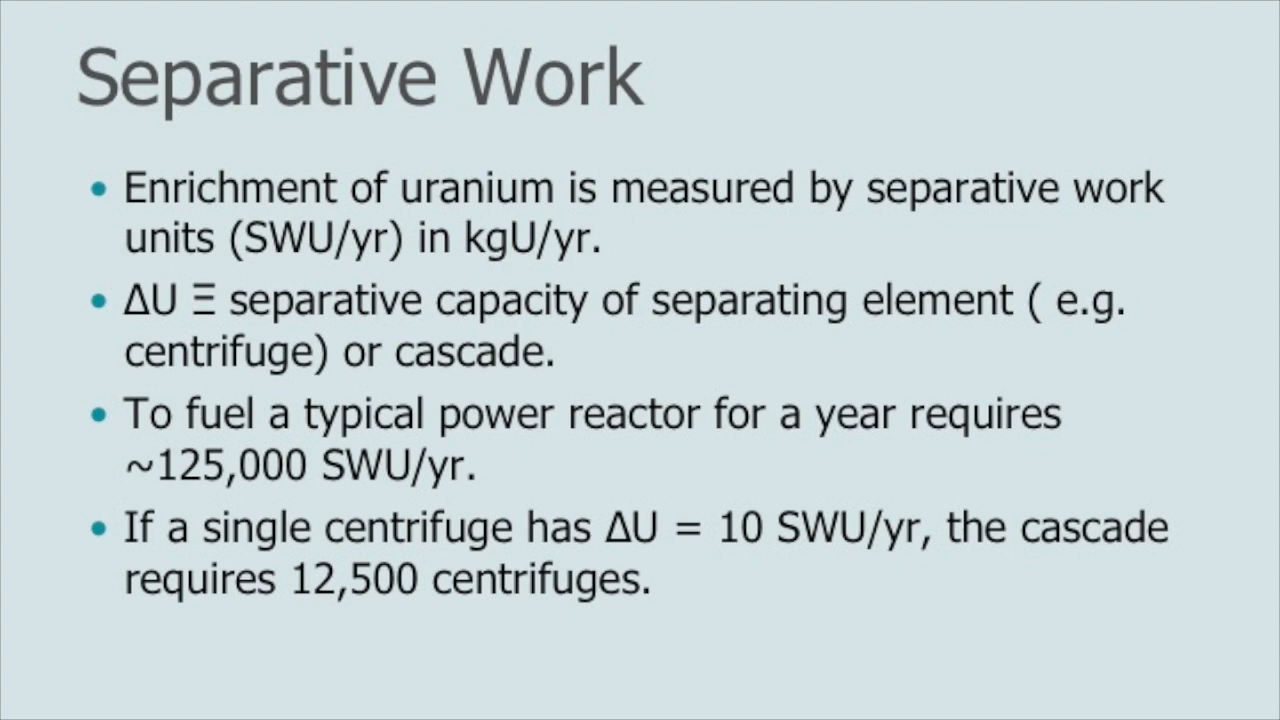 Separative Work
• Enrichment of uranium is measured by separative work
units (SWU/yr) in kgU/yr.
• ΔU Ξ separative capacity of separating element ( e.g.
centrifuge) or cascade.
• To fuel a typical power reactor for a year requires
~125,000 SWU/yr.
• If a single centrifuge has ΔU = 10 SWU/yr, the cascade
requires 12,500 centrifuges.